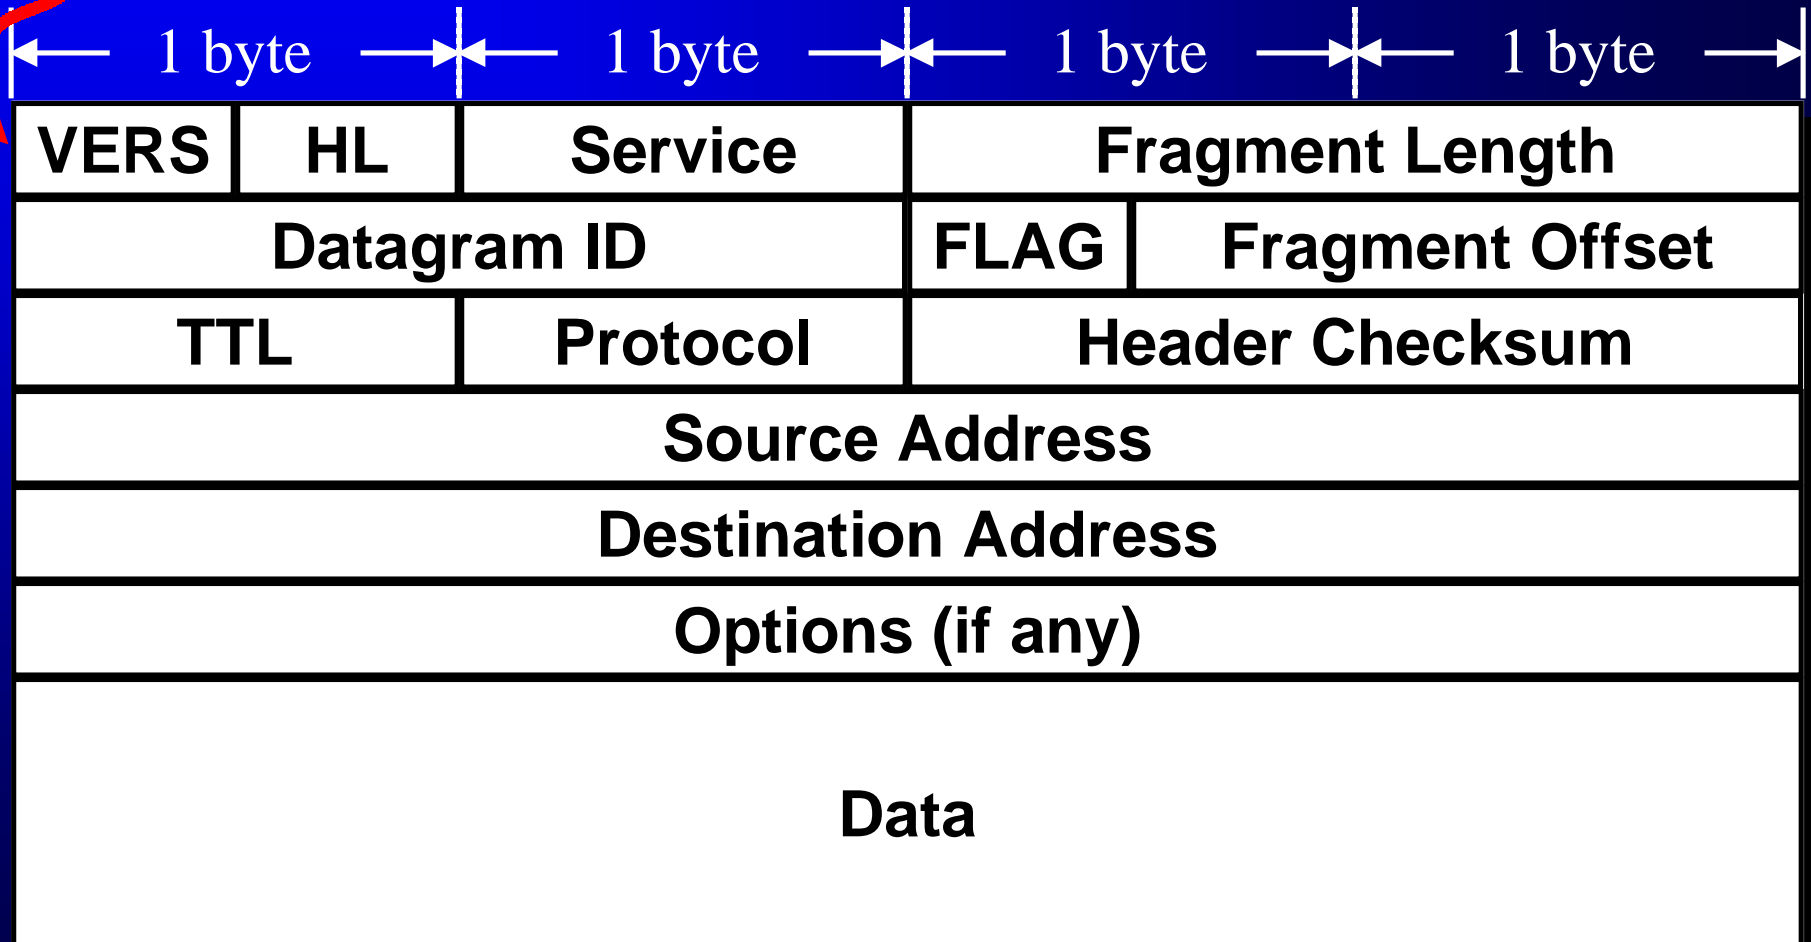 1 byte 1 byte 1 byte 1 byte
VERS HL Service Fragment Length
Datagram ID FLAG Fragment Offset
TTL Protocol Header Checksum
Source Address
Destination Address
Options (if any)
Data